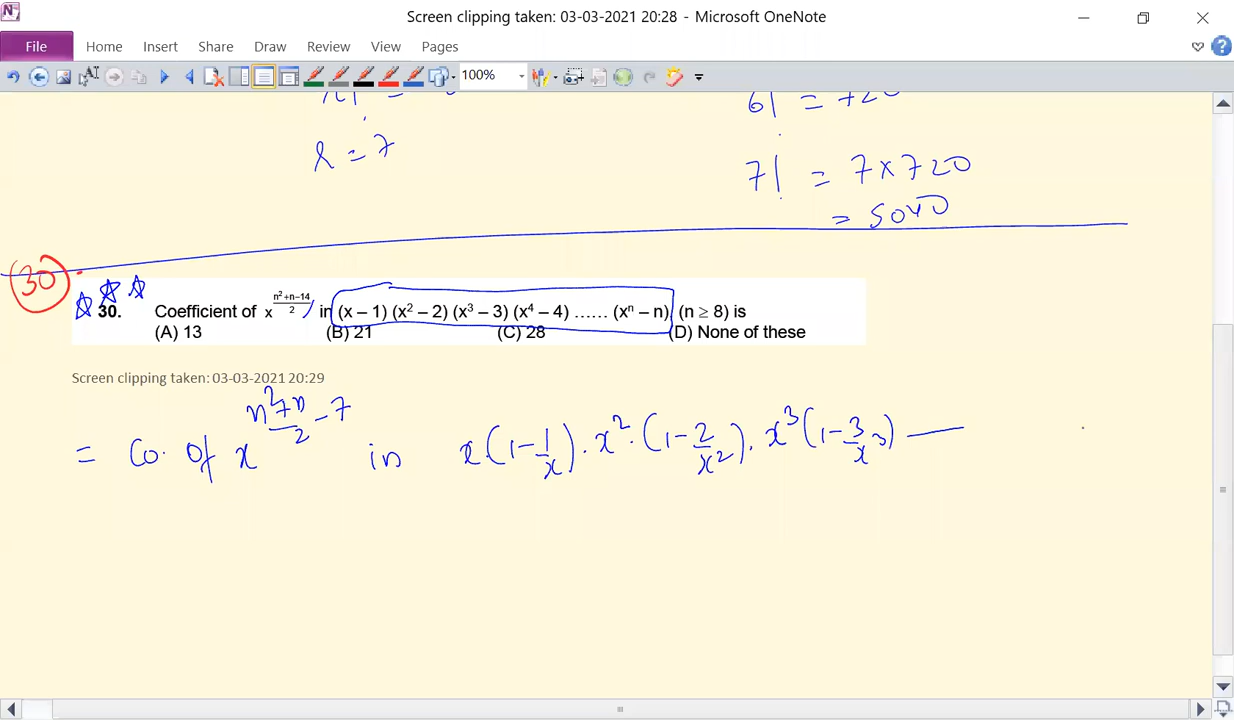 Screen clipping taken: 03-03-2021 20:28 - Microsoft OneNote
File Home Insert Share Draw Review View Pages
100%
6! = 720
λ = 7
7! = 7×720
= 5040
30
30. Coefficient of x^((n²+n−14)/2) in (x – 1) (x² – 2) (x³ – 3) (x⁴ – 4) ...... (xⁿ – n), (n ≥ 8) is
(A) 13 (B) 21 (C) 28 (D) None of these
Screen clipping taken: 03-03-2021 20:29
= Co. Of x^((n²+n)/2 − 7) in x·(1−1/x)·x²·(1−2/x²)·x³(1−3/x³) ——